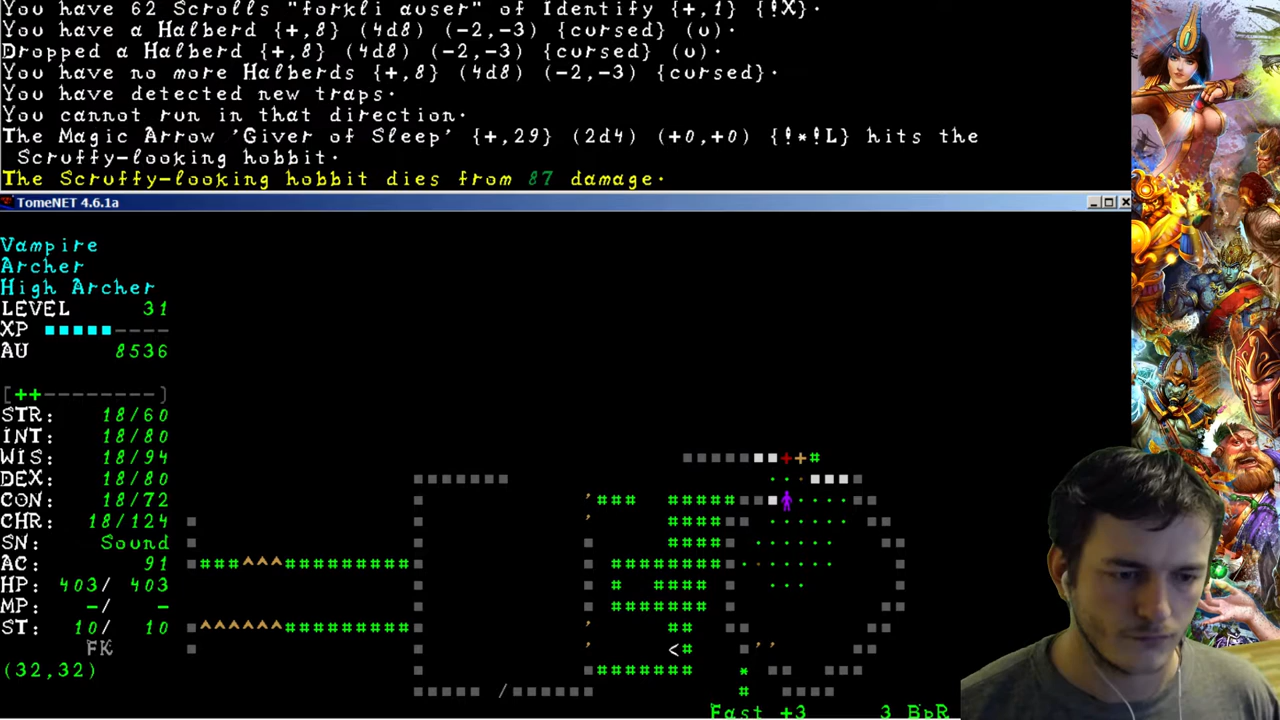 You have 62 Scrolls "forkli auser" of Identify {+,1} {!X}.
You have a Halberd {+,8} (4d8) (-2,-3) {cursed} (u).
Dropped a Halberd {+,8} (4d8) (-2,-3) {cursed} (u).
You have no more Halberds {+,8} (4d8) (-2,-3) {cursed}.
You have detected new traps.
You cannot run in that direction.
The Magic Arrow 'Giver of Sleep' {+,29} (2d4) (+0,+0) {!*!L} hits the
Scruffy-looking hobbit.
The Scruffy-looking hobbit dies from 87 damage.
TomeNET 4.6.1a
Vampire
Archer
High Archer
LEVEL 31
XP
AU 8536
[++---------]
STR: 18/60
INT: 18/80
WIS: 18/94
DEX: 18/80
CON: 18/72
CHR: 18/124
SN: Sound
AC: 91
HP: 403/ 403
MP: -/ -
ST: 10/ 10
FK
(32,32)
Fast +3 3 BpR